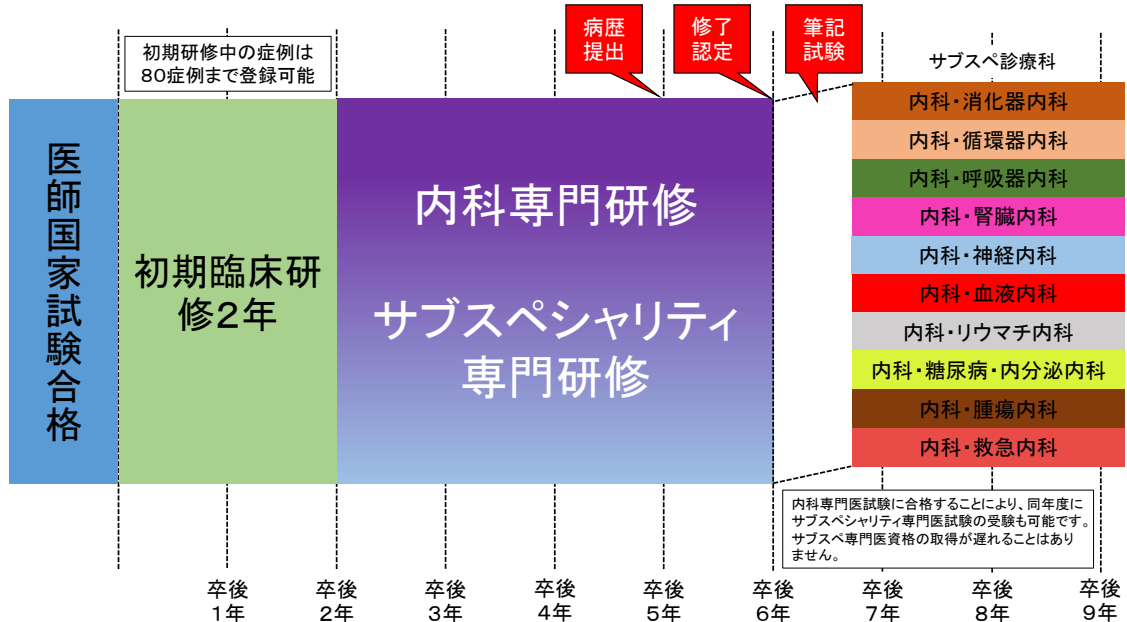 初期研修中の症例は
80症例まで登録可能
病歴
提出
修了
認定
筆記
試験
サブスペ診療科
医師国家試験合格
初期臨床研
修2年
内科専門研修
サブスペシャリティ
専門研修
内科・消化器内科
内科・循環器内科
内科・呼吸器内科
内科・腎臓内科
内科・神経内科
内科・血液内科
内科・リウマチ内科
内科・糖尿病・内分泌内科
内科・腫瘍内科
内科・救急内科
内科専門医試験に合格することにより、同年度に
サブスペシャリティ専門医試験の受験も可能です。
サブスペ専門医資格の取得が遅れることはあり
ません。
卒後
1年
卒後
2年
卒後
3年
卒後
4年
卒後
5年
卒後
6年
卒後
7年
卒後
8年
卒後
9年